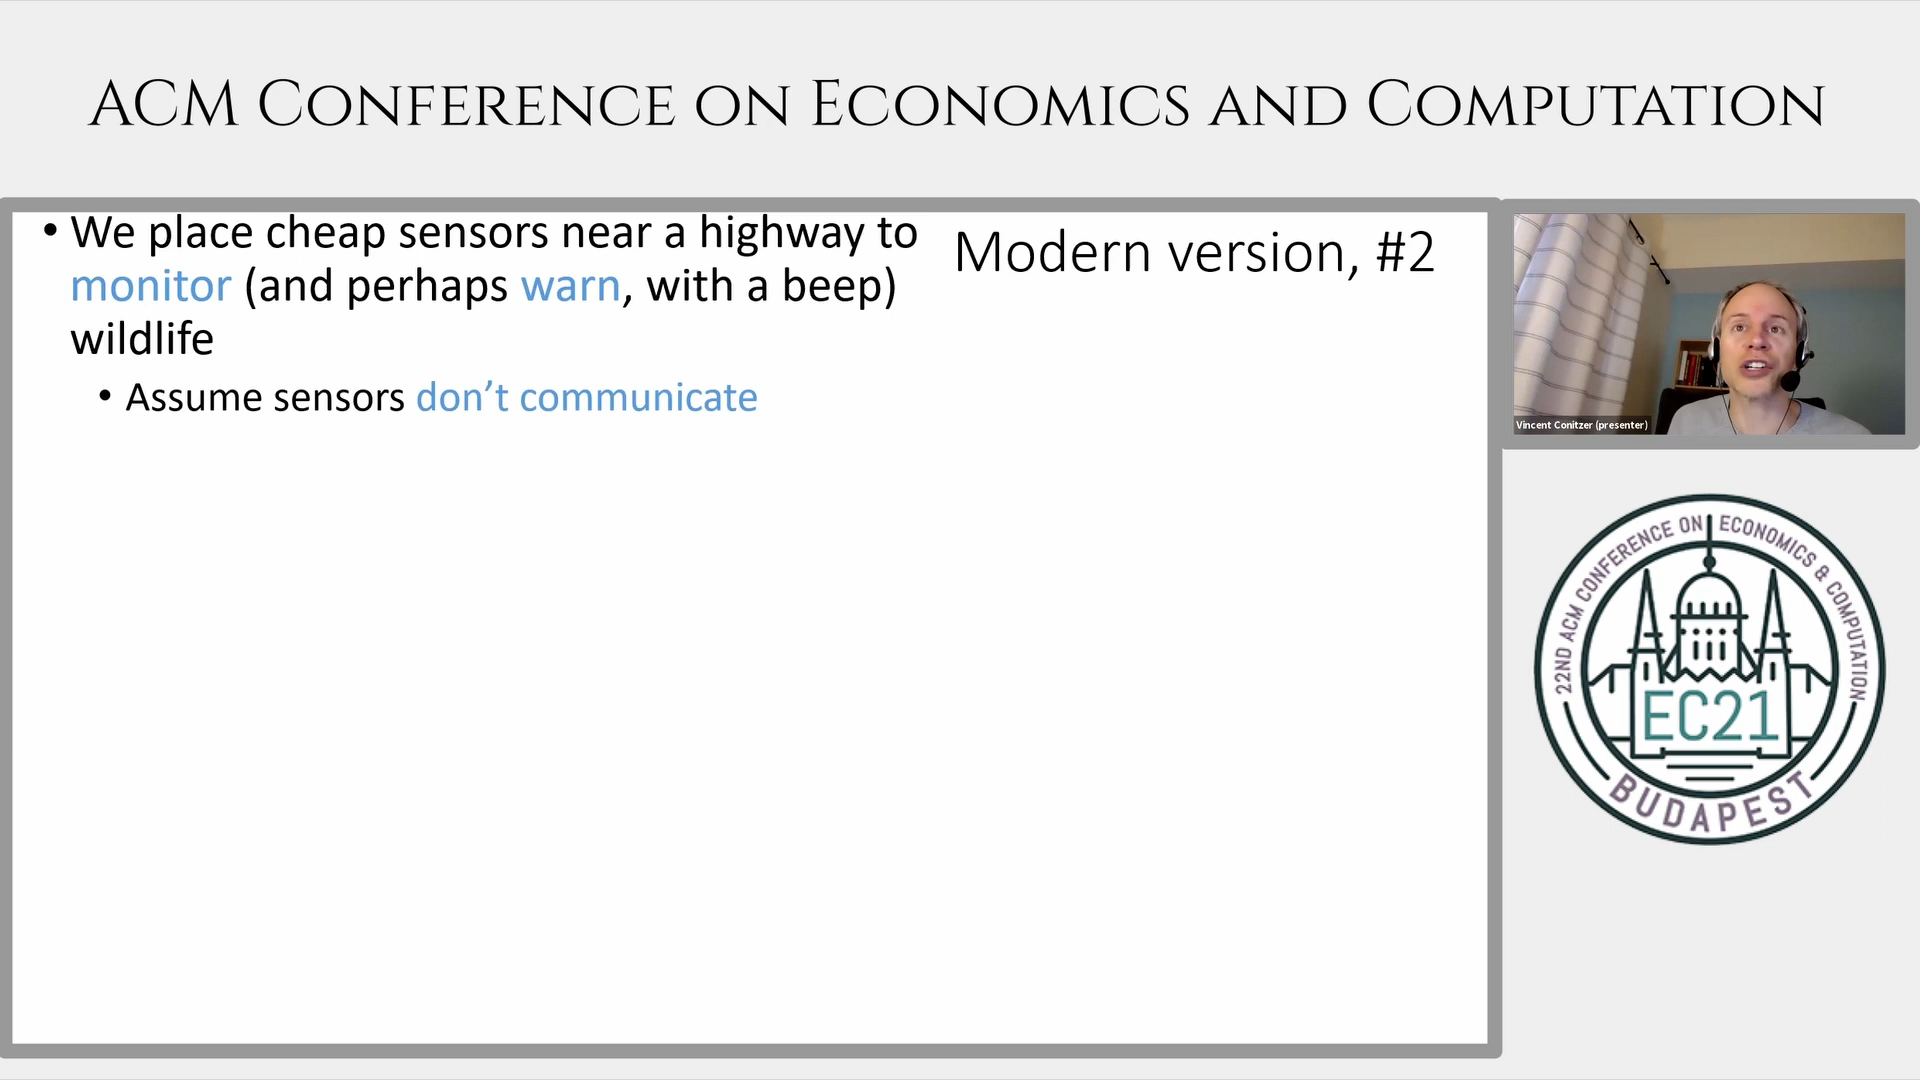 ACM Conference on Economics and Computation
• We place cheap sensors near a highway to
monitor (and perhaps warn, with a beep)
wildlife
• Assume sensors don’t communicate
Modern version, #2
Vincent Conitzer (presenter)
22ND ACM CONFERENCE ON ECONOMICS & COMPUTATION
EC21
BUDAPEST